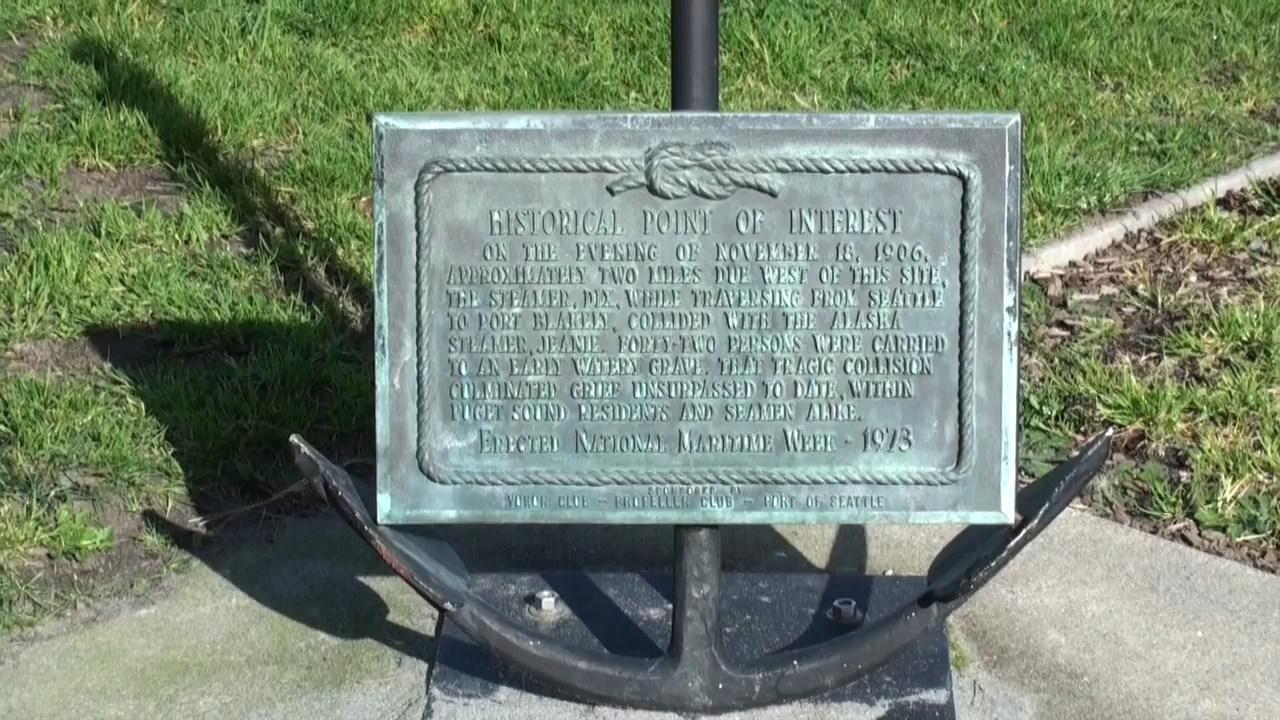 HISTORICAL POINT OF INTEREST
ON THE EVENING OF NOVEMBER 18, 1906,
APPROXIMATELY TWO MILES DUE WEST OF THIS SITE,
THE STEAMER, DIX, WHILE TRAVERSING FROM SEATTLE
TO PORT BLAKELY, COLLIDED WITH THE ALASKA
STEAMER, JEANIE. FORTY-TWO PERSONS WERE CARRIED
TO AN EARLY WATERY GRAVE. THAT TRAGIC COLLISION
CULMINATED GRIEF UNSURPASSED TO DATE, WITHIN
PUGET SOUND RESIDENTS AND SEAMEN ALIKE.
ERECTED NATIONAL MARITIME WEEK - 1973
SPONSORED BY
YUKON CLUB - PROPELLER CLUB - PORT OF SEATTLE